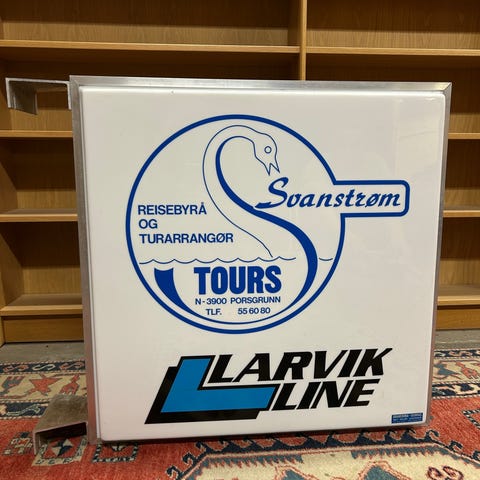 Svanstrøm
REISEBYRÅ
OG
TURARRANGØR
TOURS
N-3900 PORSGRUNN
TLF. 55 60 80
LARVIK
LINE